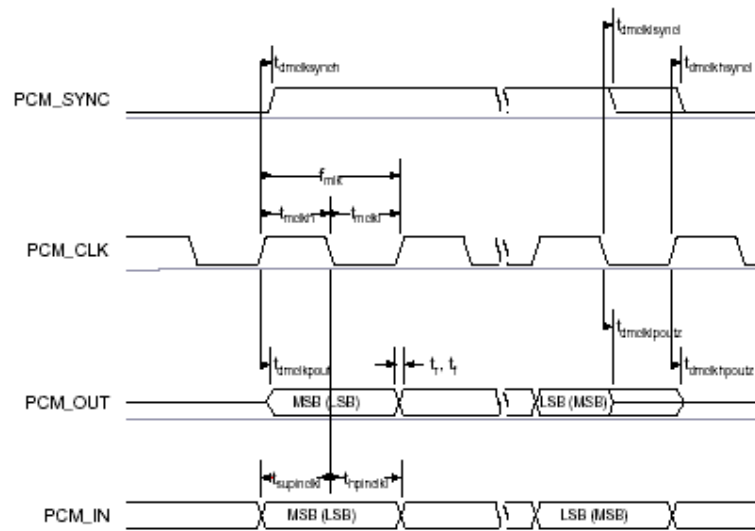 t_dmclklsyncl
t_dmclksynch
t_dmclkhsyncl
PCM_SYNC
f_mlk
t_mclkh
t_mclkl
PCM_CLK
t_dmclklpoutz
t_dmclkpout
t_r, t_f
t_dmclkhpoutz
PCM_OUT
MSB (LSB)
LSB (MSB)
t_supinclkl
t_hpinclkl
PCM_IN
MSB (LSB)
LSB (MSB)